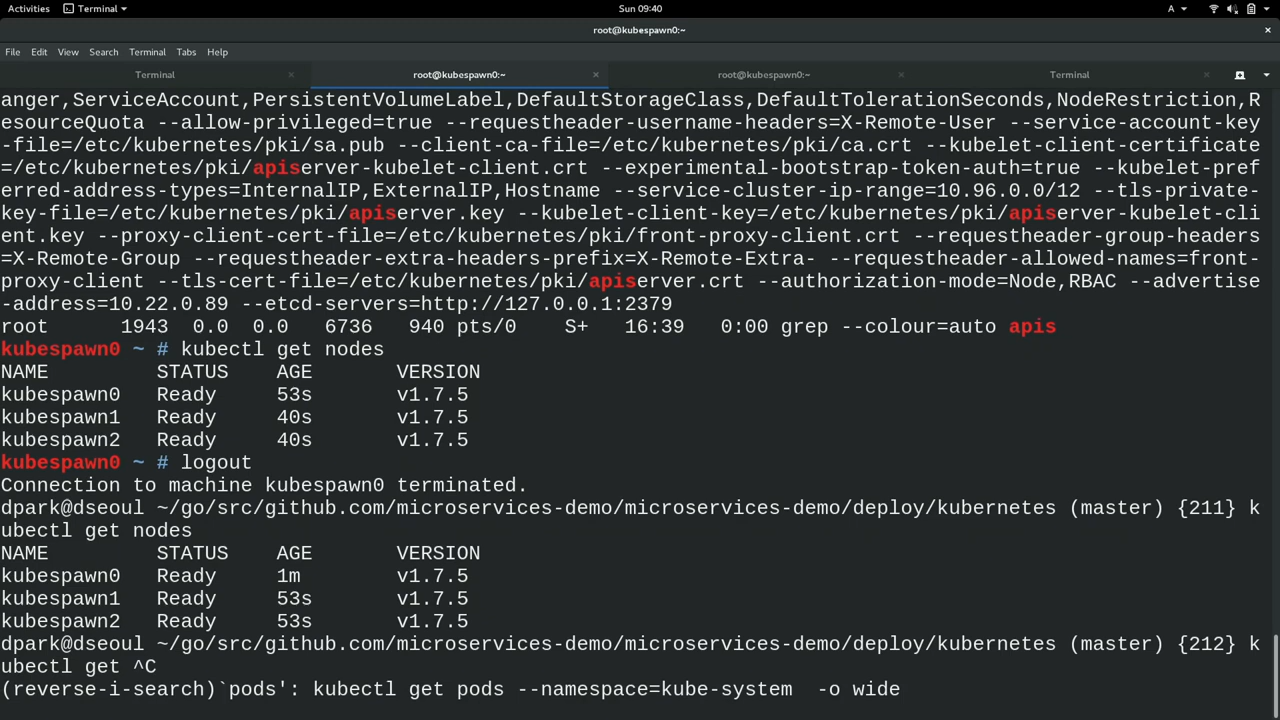 Activities Terminal Sun 09:40 A
root@kubespawn0:~
File Edit View Search Terminal Tabs Help
Terminal root@kubespawn0:~ root@kubespawn0:~ Terminal
anger,ServiceAccount,PersistentVolumeLabel,DefaultStorageClass,DefaultTolerationSeconds,NodeRestriction,R
esourceQuota --allow-privileged=true --requestheader-username-headers=X-Remote-User --service-account-key
-file=/etc/kubernetes/pki/sa.pub --client-ca-file=/etc/kubernetes/pki/ca.crt --kubelet-client-certificate
=/etc/kubernetes/pki/apiserver-kubelet-client.crt --experimental-bootstrap-token-auth=true --kubelet-pref
erred-address-types=InternalIP,ExternalIP,Hostname --service-cluster-ip-range=10.96.0.0/12 --tls-private-
key-file=/etc/kubernetes/pki/apiserver.key --kubelet-client-key=/etc/kubernetes/pki/apiserver-kubelet-cli
ent.key --proxy-client-cert-file=/etc/kubernetes/pki/front-proxy-client.crt --requestheader-group-headers
=X-Remote-Group --requestheader-extra-headers-prefix=X-Remote-Extra- --requestheader-allowed-names=front-
proxy-client --tls-cert-file=/etc/kubernetes/pki/apiserver.crt --authorization-mode=Node,RBAC --advertise
-address=10.22.0.89 --etcd-servers=http://127.0.0.1:2379
root 1943 0.0 0.0 6736 940 pts/0 S+ 16:39 0:00 grep --colour=auto apis
kubespawn0 ~ # kubectl get nodes
NAME STATUS AGE VERSION
kubespawn0 Ready 53s v1.7.5
kubespawn1 Ready 40s v1.7.5
kubespawn2 Ready 40s v1.7.5
kubespawn0 ~ # logout
Connection to machine kubespawn0 terminated.
dpark@dseoul ~/go/src/github.com/microservices-demo/microservices-demo/deploy/kubernetes (master) {211} k
ubectl get nodes
NAME STATUS AGE VERSION
kubespawn0 Ready 1m v1.7.5
kubespawn1 Ready 53s v1.7.5
kubespawn2 Ready 53s v1.7.5
dpark@dseoul ~/go/src/github.com/microservices-demo/microservices-demo/deploy/kubernetes (master) {212} k
ubectl get ^C
(reverse-i-search)`pods': kubectl get pods --namespace=kube-system  -o wide